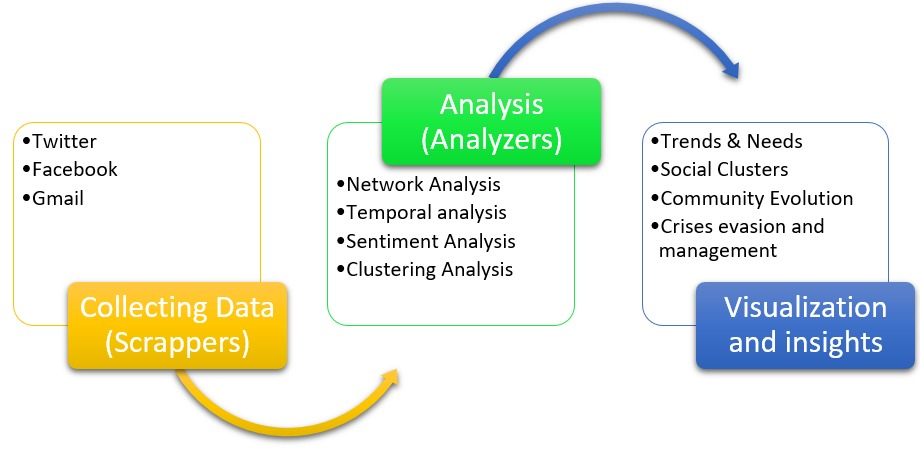 •Twitter
•Facebook
•Gmail
Collecting Data
(Scrappers)
Analysis
(Analyzers)
•Network Analysis
•Temporal analysis
•Sentiment Analysis
•Clustering Analysis
•Trends & Needs
•Social Clusters
•Community Evolution
•Crises evasion and
management
Visualization
and insights